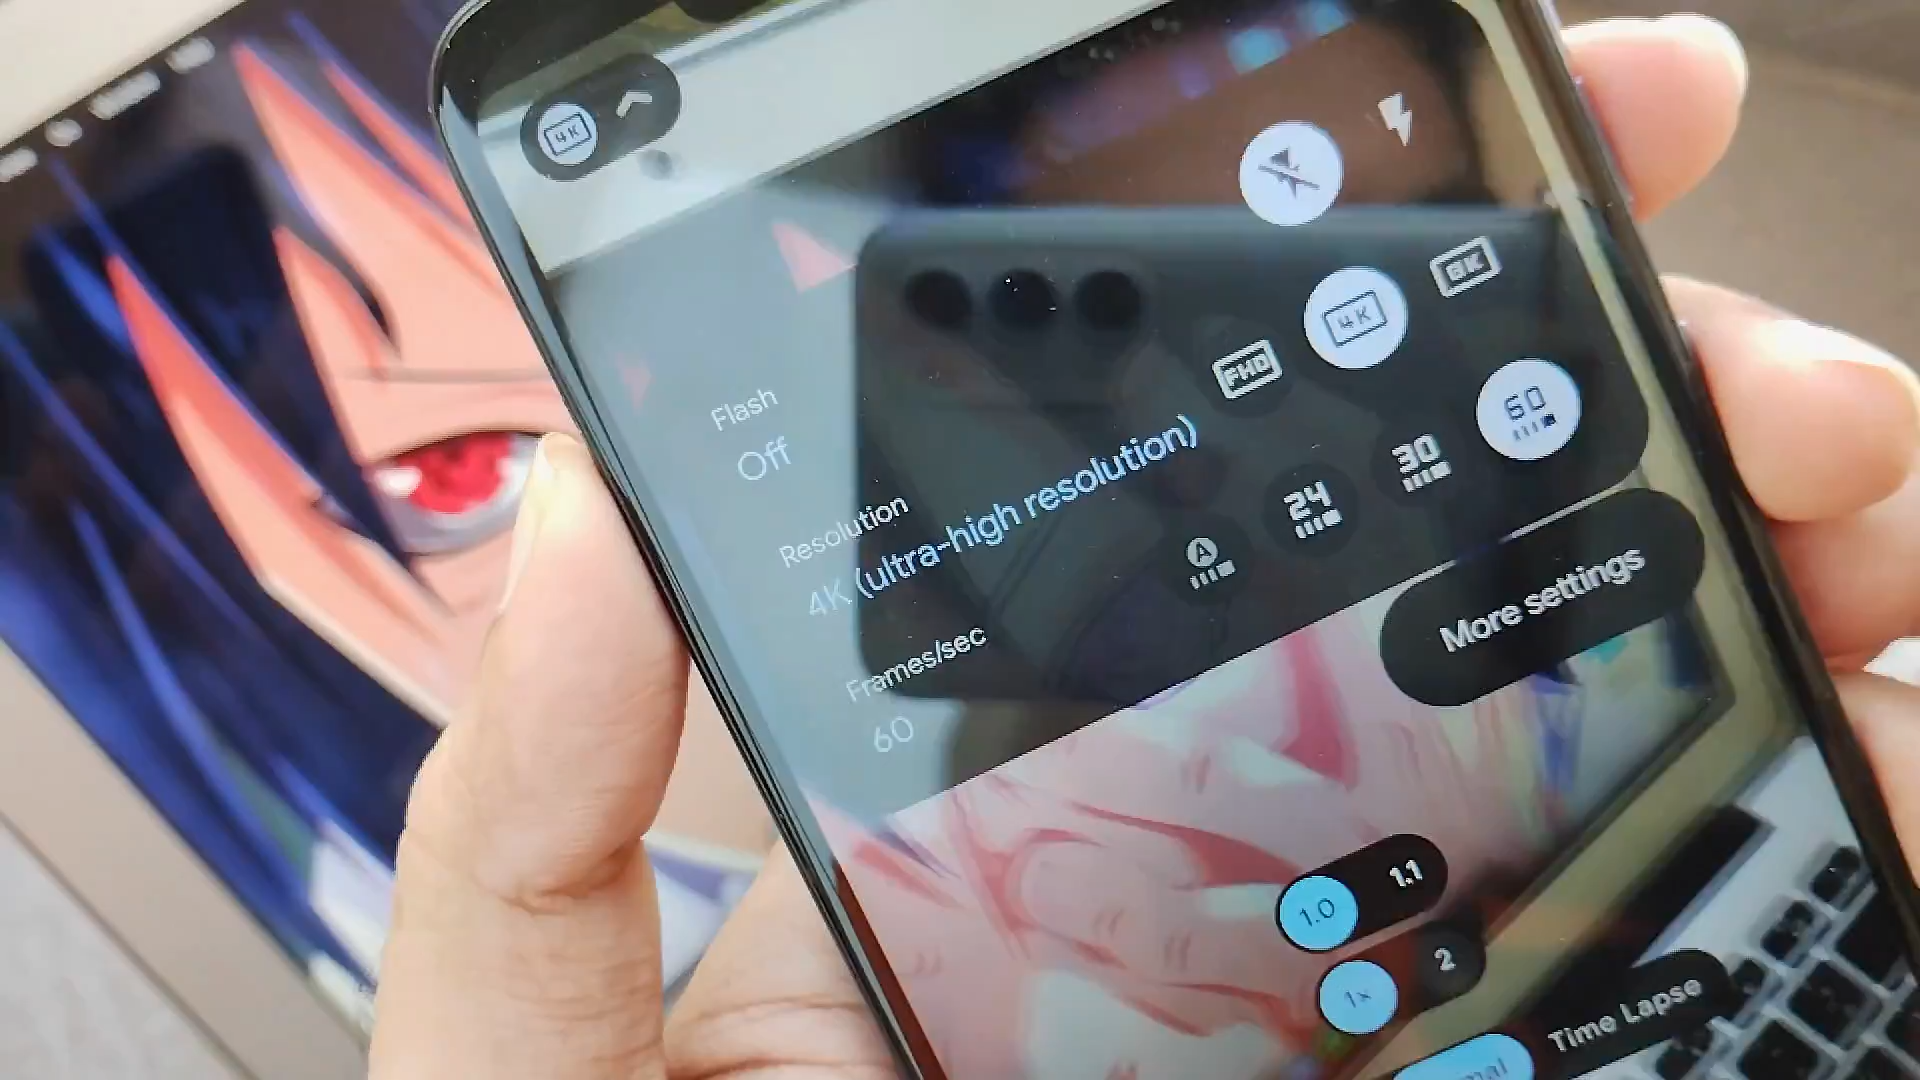 4K
Flash
Off
Resolution
4K (ultra-high resolution)
FHD
4K
8K
Frames/sec
60
A
24
30
60
More settings
1.0
1.1
1x
2
Time Lapse